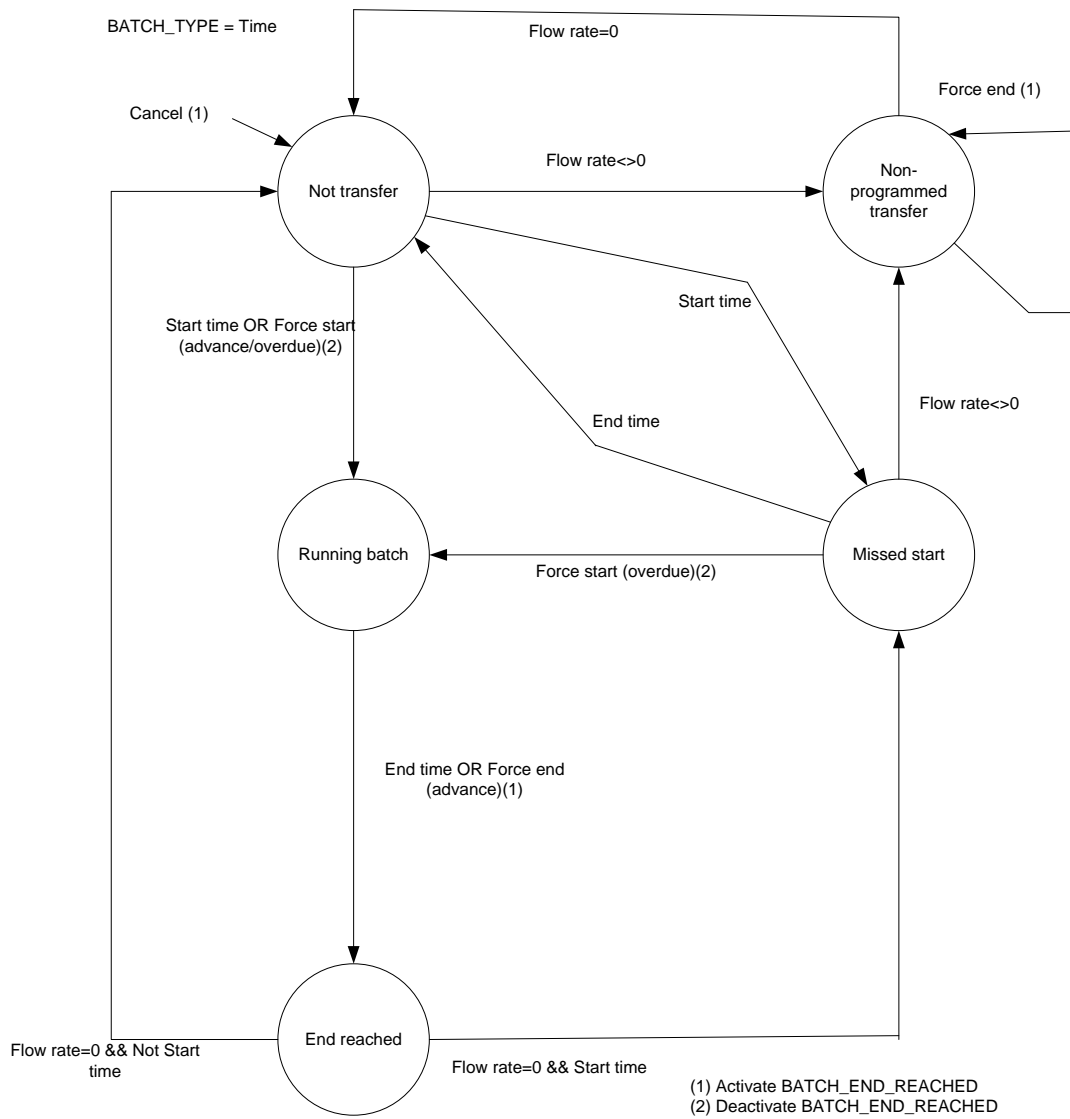 BATCH_TYPE = Time
Flow rate=0
Cancel (1)
Force end (1)
Flow rate<>0
Not transfer
Non-
programmed
transfer
Start time
Start time OR Force start
(advance/overdue)(2)
End time
Flow rate<>0
Running batch
Missed start
Force start (overdue)(2)
End time OR Force end
(advance)(1)
End reached
Flow rate=0 && Not Start
time
Flow rate=0 && Start time
(1) Activate BATCH_END_REACHED
(2) Deactivate BATCH_END_REACHED